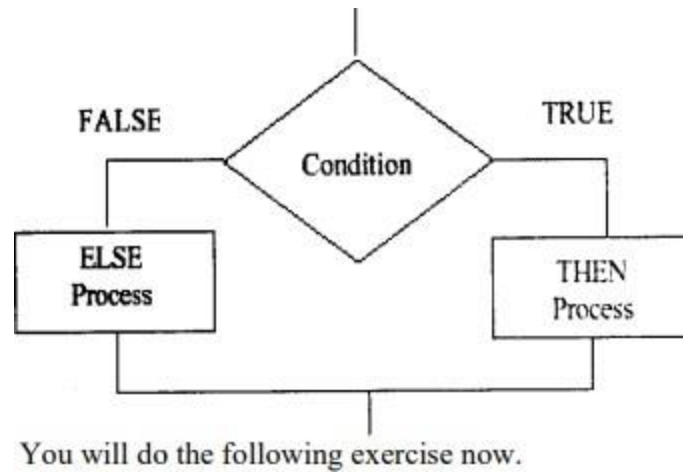 FALSE
TRUE
Condition
ELSE
Process
THEN
Process
You will do the following exercise now.